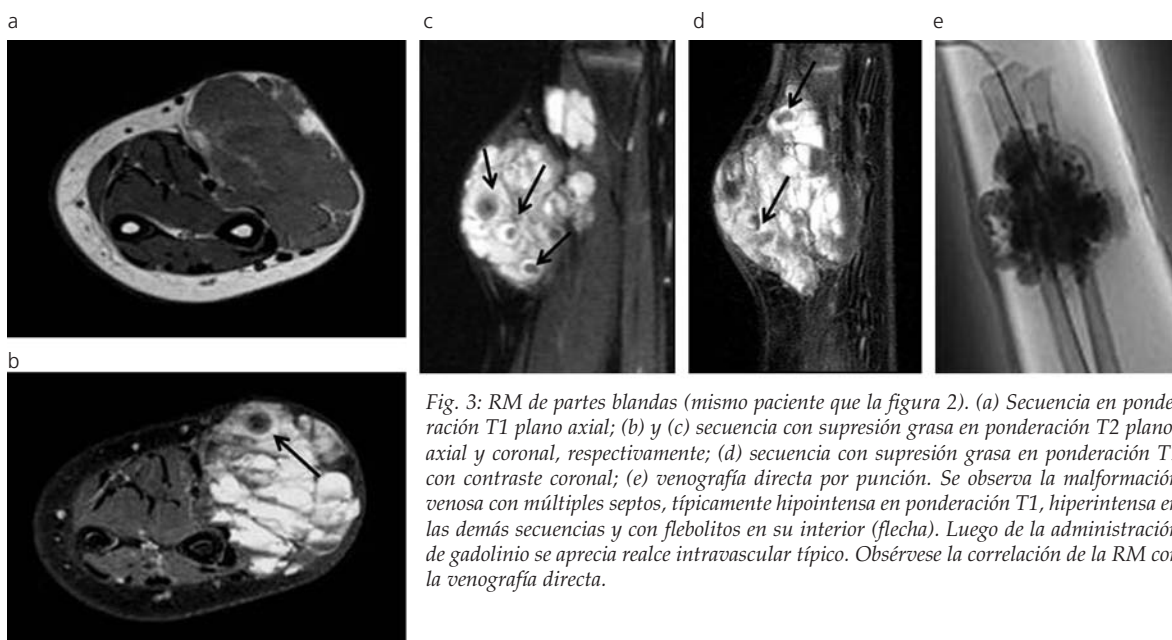 a
c
d
e
b
Fig. 3: RM de partes blandas (mismo paciente que la figura 2). (a) Secuencia en ponde
ración T1 plano axial; (b) y (c) secuencia con supresión grasa en ponderación T2 plano
axial y coronal, respectivamente; (d) secuencia con supresión grasa en ponderación T
con contraste coronal; (e) venografía directa por punción. Se observa la malformación
venosa con múltiples septos, típicamente hipointensa en ponderación T1, hiperintensa e
las demás secuencias y con flebolitos en su interior (flecha). Luego de la administración
de gadolinio se aprecia realce intravascular típico. Obsérvese la correlación de la RM con
la venografía directa.